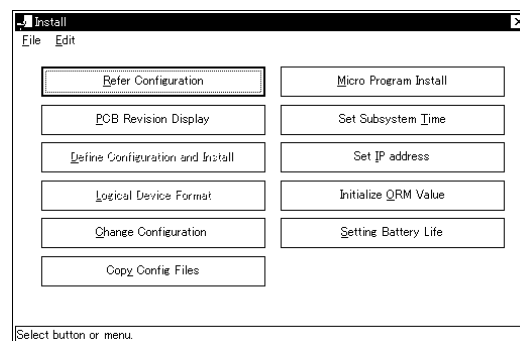 Install
File Edit
Refer Configuration
PCB Revision Display
Define Configuration and Install
Logical Device Format
Change Configuration
Copy Config Files
Micro Program Install
Set Subsystem Time
Set IP address
Initialize ORM Value
Setting Battery Life
Select button or menu.